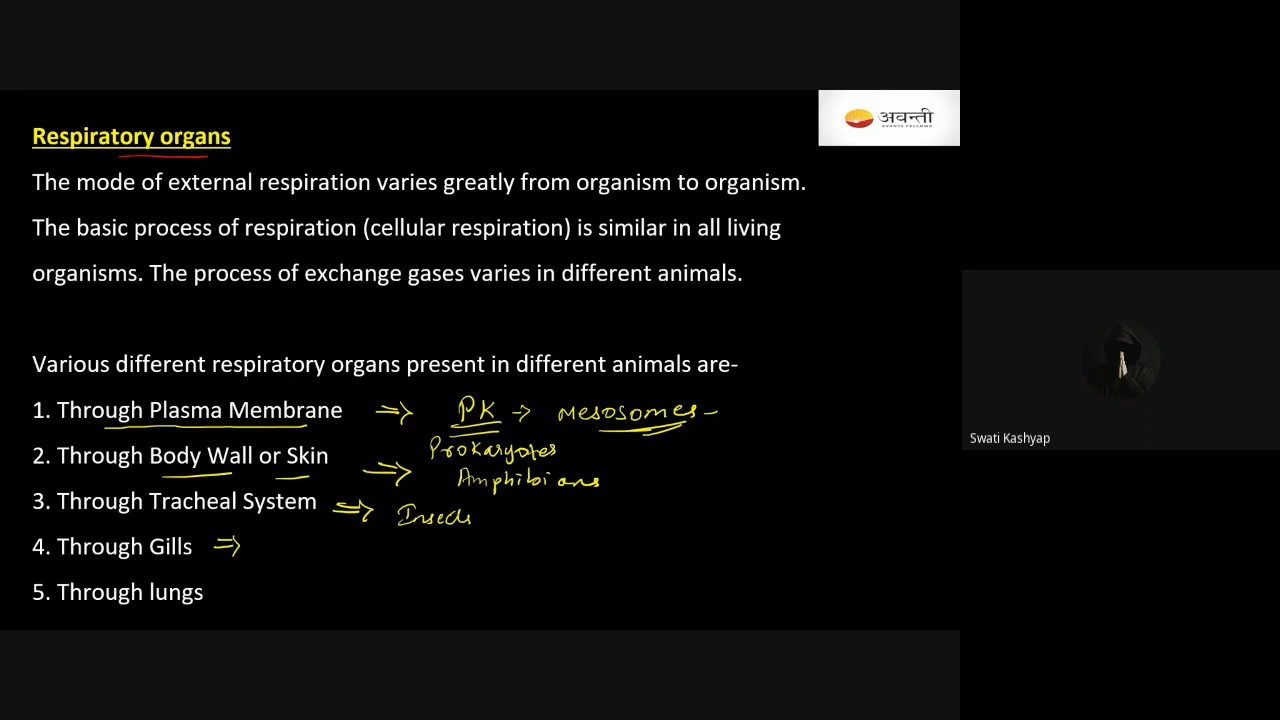 अवन्ती
AVANTI FELLOWS
Respiratory organs
The mode of external respiration varies greatly from organism to organism.
The basic process of respiration (cellular respiration) is similar in all living
organisms. The process of exchange gases varies in different animals.
Various different respiratory organs present in different animals are-
1. Through Plasma Membrane ⇒ PK → Mesosomes -
Prokaryotes
2. Through Body Wall or Skin ⇒ Amphibians
3. Through Tracheal System ⇒ Insects
4. Through Gills ⇒
5. Through lungs
Swati Kashyap